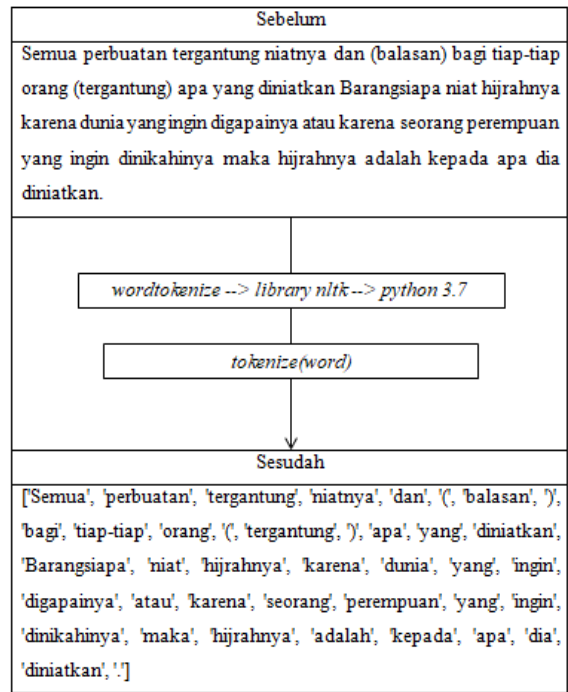 Sebelum
Semua perbuatan tergantung niatnya dan (balasan) bagi tiap-tiap
orang (tergantung) apa yang diniatkan Barangsiapa niat hijrahnya
karena dunia yang ingin digapainya atau karena seorang perempuan
yang ingin dinikahinya maka hijrahnya adalah kepada apa dia
diniatkan.
wordtokenize --> library nltk --> python 3.7
tokenize(word)
Sesudah
['Semua', 'perbuatan', 'tergantung', 'niatnya', 'dan', '(', 'balasan', ')',
'bagi', 'tiap-tiap', 'orang', '(', 'tergantung', ')', 'apa', 'yang', 'diniatkan',
'Barangsiapa', 'niat', 'hijrahnya', 'karena', 'dunia', 'yang', 'ingin',
'digapainya', 'atau', 'karena', 'seorang', 'perempuan', 'yang', 'ingin',
'dinikahinya', 'maka', 'hijrahnya', 'adalah', 'kepada', 'apa', 'dia',
'diniatkan', '.']